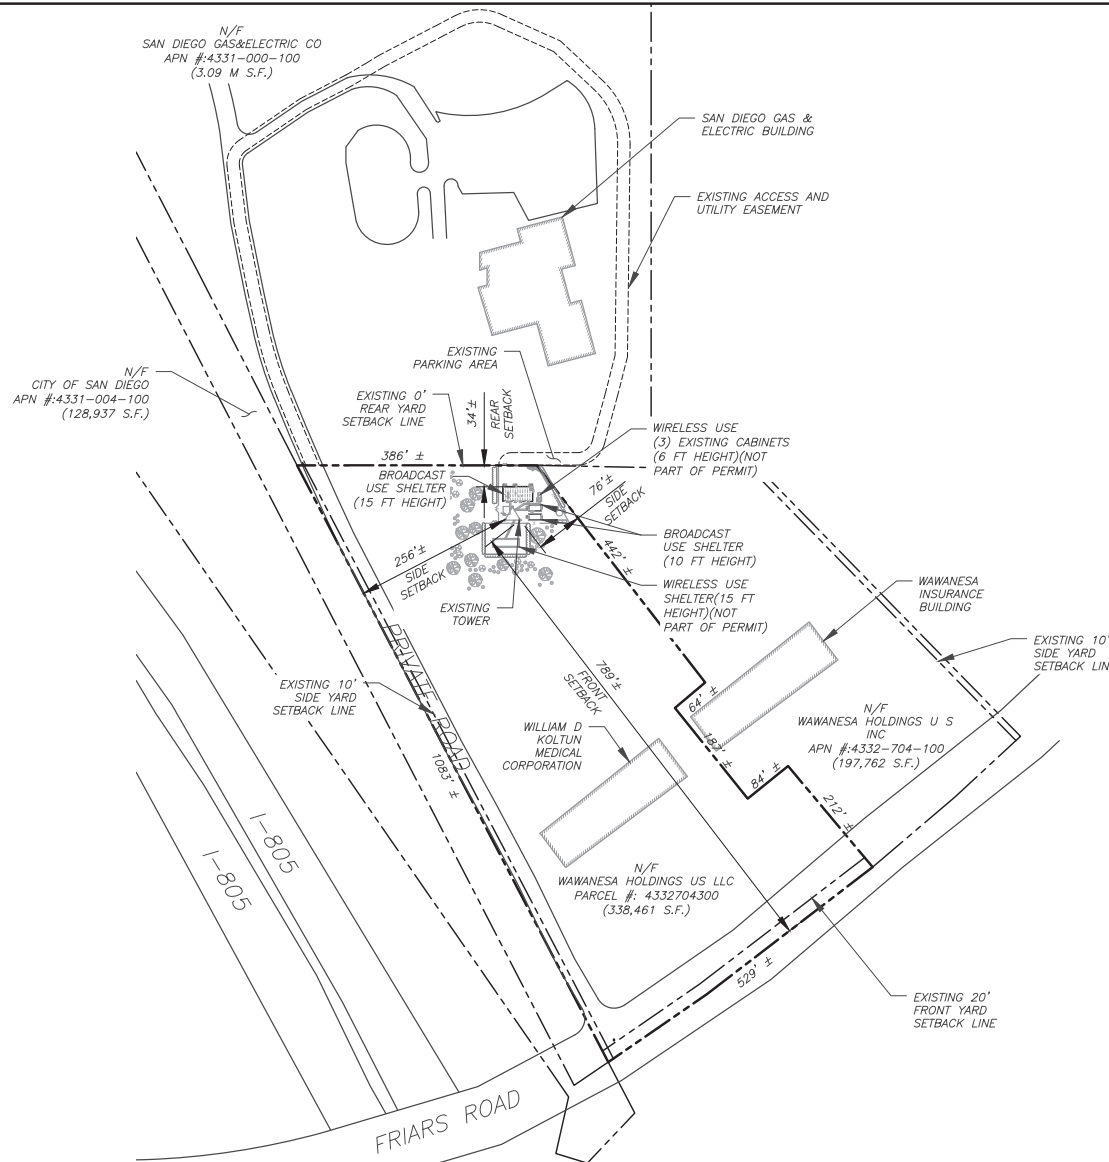 N/F
SAN DIEGO GAS&ELECTRIC CO
APN #:4331-000-100
(3.09 M S.F.)
SAN DIEGO GAS &
ELECTRIC BUILDING
EXISTING ACCESS AND
UTILITY EASEMENT
EXISTING
PARKING AREA
N/F
CITY OF SAN DIEGO
APN #:4331-004-100
(128,937 S.F.)
EXISTING 0'
REAR YARD
SETBACK LINE
34'±
REAR
SETBACK
WIRELESS USE
(3) EXISTING CABINETS
(6 FT HEIGHT)(NOT
PART OF PERMIT)
386' ±
BROADCAST
USE SHELTER
(15 FT HEIGHT)
76'±
SIDE
SETBACK
BROADCAST
USE SHELTER
(10 FT HEIGHT)
442' ±
256'±
SIDE
SETBACK
WIRELESS USE
SHELTER(15 FT
HEIGHT)(NOT
PART OF PERMIT)
EXISTING
TOWER
WAWANESA
INSURANCE
BUILDING
EXISTING 10'
SIDE YARD
SETBACK LIN
PRIVATE ROAD
789'±
FRONT
SETBACK
EXISTING 10'
SIDE YARD
SETBACK LINE
64' ±
N/F
WAWANESA HOLDINGS U S
INC
APN #:4332-704-100
(197,762 S.F.)
WILLIAM D
KOLTUN
MEDICAL
CORPORATION
187' ±
1083' ±
84' ±
212' ±
I-805
I-805
N/F
WAWANESA HOLDINGS US LLC
PARCEL #: 4332704300
(338,461 S.F.)
529' ±
EXISTING 20'
FRONT YARD
SETBACK LINE
FRIARS ROAD